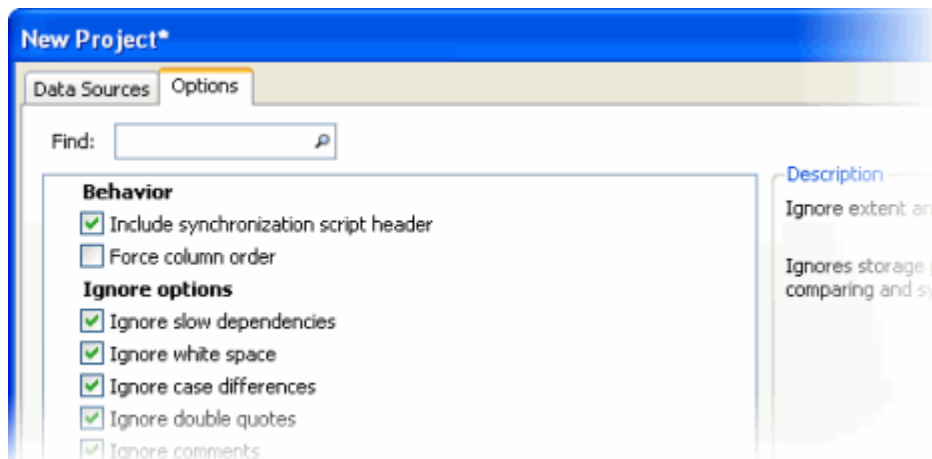 New Project*
Data Sources
Options
Find:
Behavior
Include synchronization script header
Force column order
Ignore options
Ignore slow dependencies
Ignore white space
Ignore case differences
Ignore double quotes
Ignore comments
Description
Ignore extent
Ignores storage
comparing and